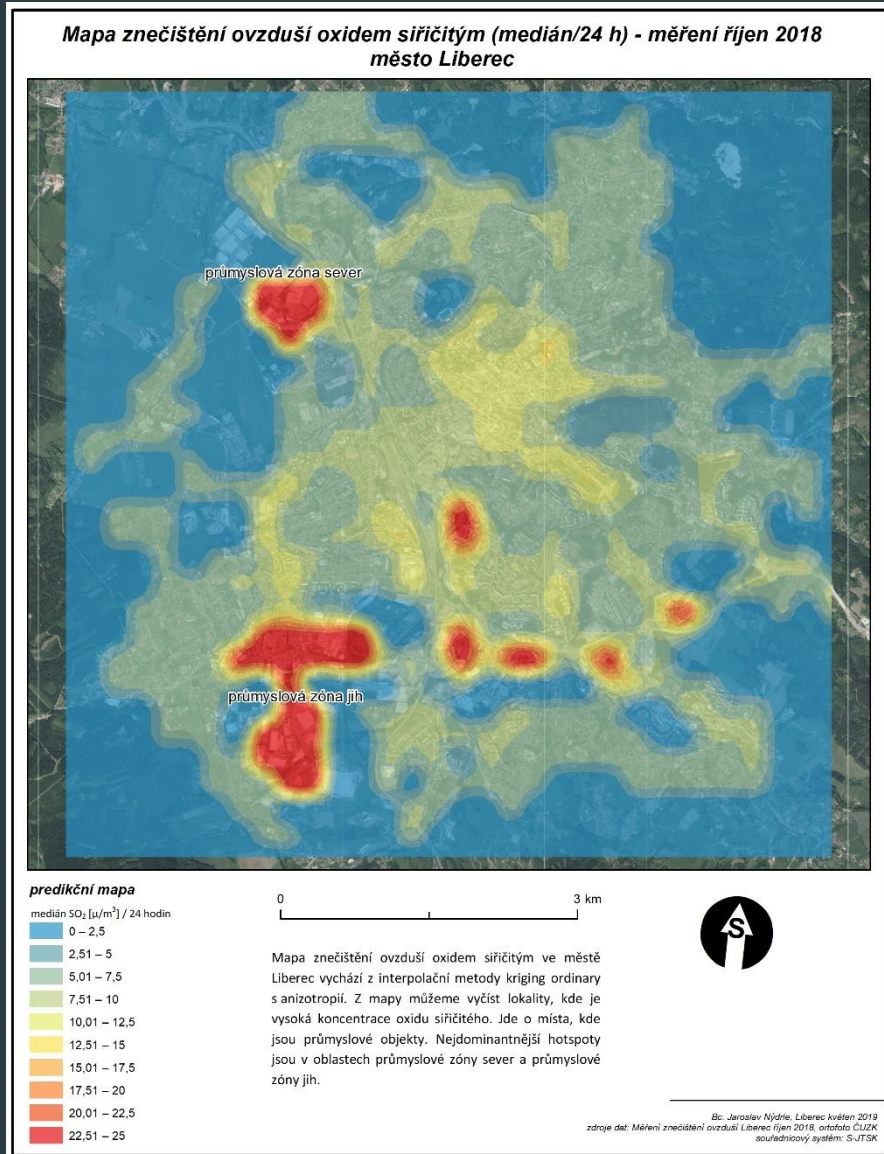 Mapa znečištění ovzduší oxidem siřičitým (medián/24 h) - měření říjen 2018
město Liberec
průmyslová zóna sever
průmyslová zóna jih
predikční mapa
medián SO₂ [µ/m³] / 24 hodin
0 – 2,5
2,51 – 5
5,01 – 7,5
7,51 – 10
10,01 – 12,5
12,51 – 15
15,01 – 17,5
17,51 – 20
20,01 – 22,5
22,51 – 25
0 3 km
Mapa znečištění ovzduší oxidem siřičitým ve městě
Liberec vychází z interpolační metody kriging ordinary
s anizotropií. Z mapy můžeme vyčíst lokality, kde je
vysoká koncentrace oxidu siřičitého. Jde o místa, kde
jsou průmyslové objekty. Nejdominantnější hotspoty
jsou v oblastech průmyslové zóny sever a průmyslové
zóny jih.
S
Bc. Jaroslav Nýdrle, Liberec květen 2019
zdroje dat: Měření znečištění ovzduší Liberec říjen 2018, ortofoto ČUZK
souřadnicový systém: S-JTSK